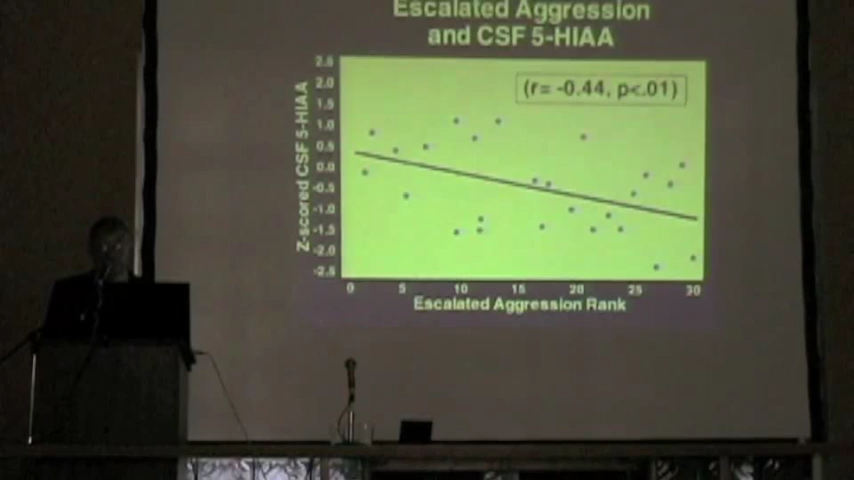 Escalated Aggression
and CSF 5-HIAA
(r= -0.44, p<.01)
Z-scored CSF 5-HIAA
2.5
2.0
1.5
1.0
0.5
0.0
-0.5
-1.0
-1.5
-2.0
-2.5
0 5 10 15 20 25 30
Escalated Aggression Rank